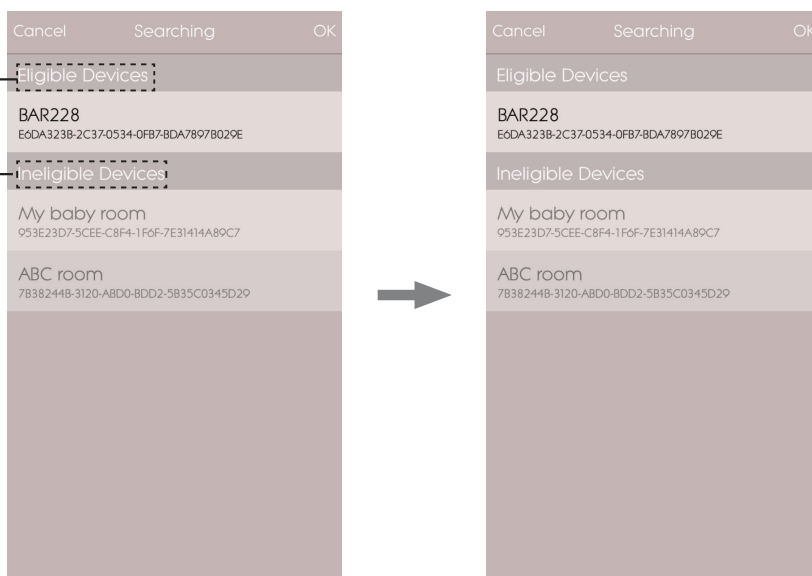 Cancel Searching OK
Eligible Devices
BAR228
E6DA323B-2C37-0534-0FB7-BDA7897B029E
Ineligible Devices
My baby room
953E23D7-5CEE-C8F4-1F6F-7E31414A89C7
ABC room
7B38244B-3120-ABD0-BDD2-5B35C0345D29
Cancel Searching OK
Eligible Devices
BAR228
E6DA323B-2C37-0534-0FB7-BDA7897B029E
Ineligible Devices
My baby room
953E23D7-5CEE-C8F4-1F6F-7E31414A89C7
ABC room
7B38244B-3120-ABD0-BDD2-5B35C0345D29